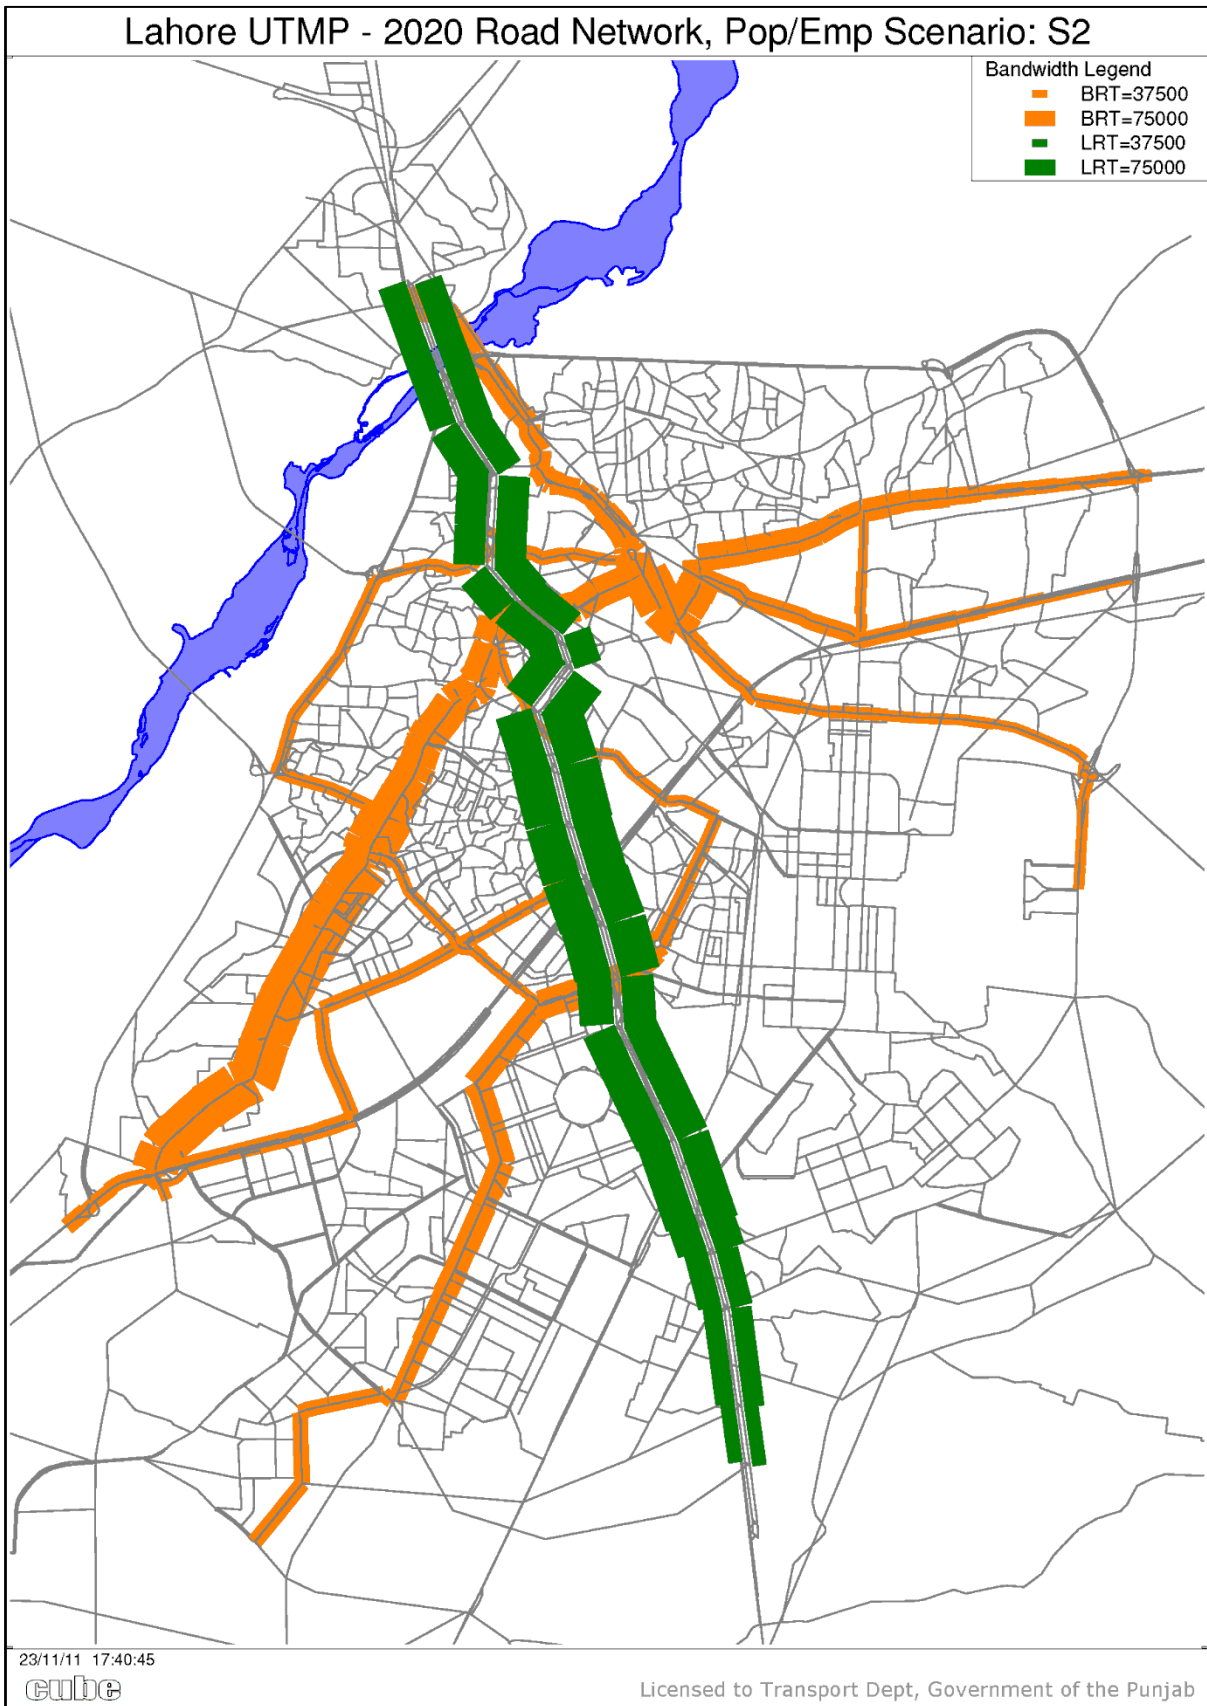 Lahore UTMP - 2020 Road Network, Pop/Emp Scenario: S2
Bandwidth Legend
BRT=37500
BRT=75000
LRT=37500
LRT=75000
23/11/11 17:40:45
cube
Licensed to Transport Dept, Government of the Punjab